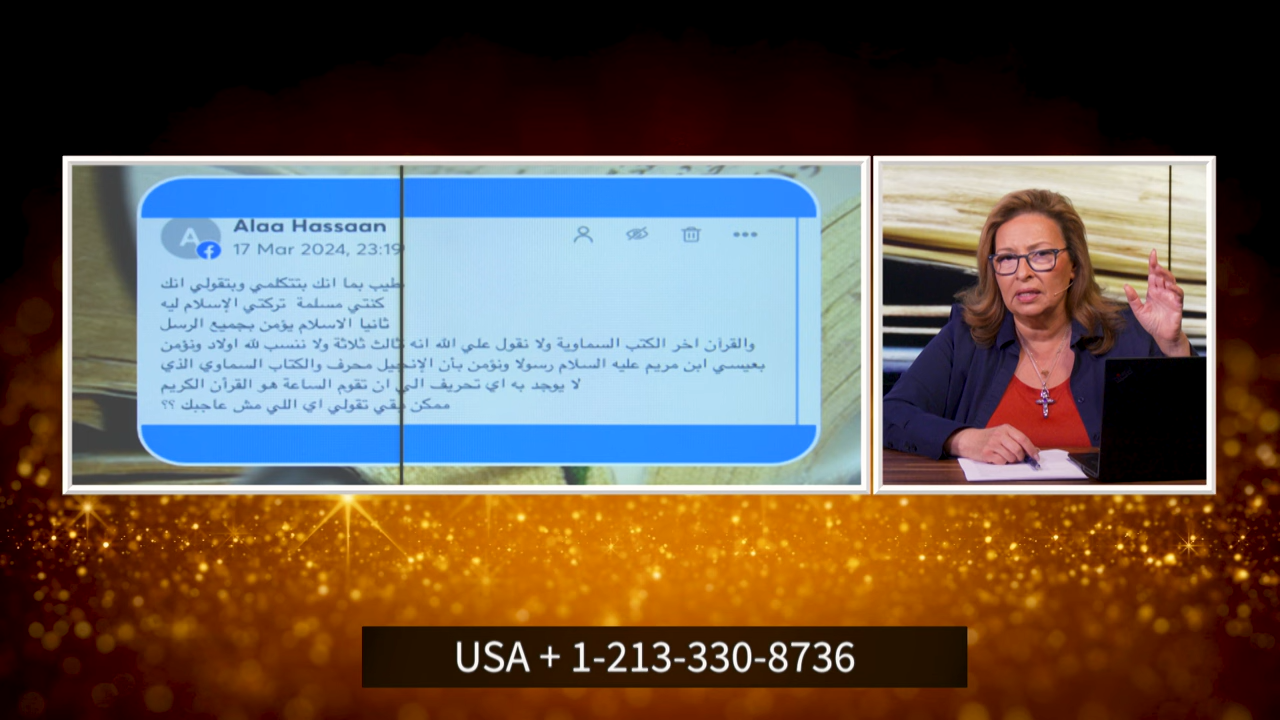 Alaa Hassaan
A
17 Mar 2024, 23:19
طيب بما انك بتتكلمي وبتقولي انك
كنتي مسلمة تركتي الإسلام ليه
ثانيا الاسلام يؤمن بجميع الرسل
والقرآن اخر الكتب السماوية ولا نقول علي الله انه ثالث ثلاثة ولا ننسب لله اولاد ونؤمن
بعيسي ابن مريم عليه السلام رسولا ونؤمن بأن الإنجيل محرف والكتاب السماوي الذي
لا يوجد به اي تحريف الي ان تقوم الساعة هو القرآن الكريم
ممكن بقي تقولي اي اللي مش عاجبك ؟؟
USA + 1-213-330-8736